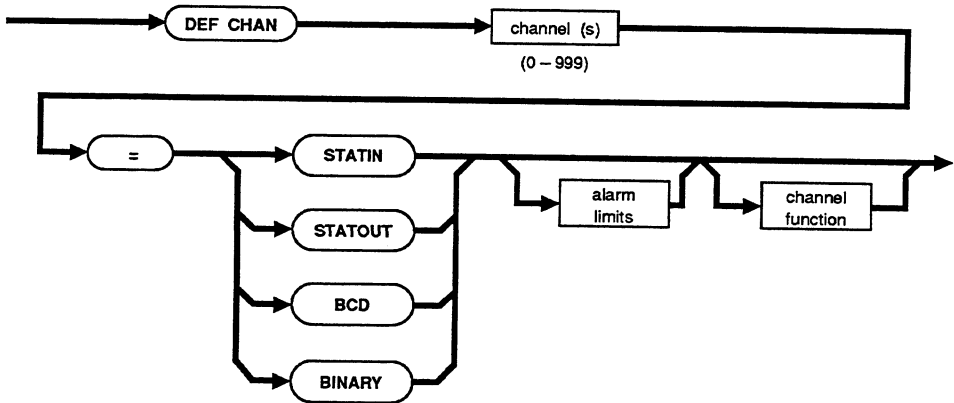 DEF CHAN
channel (s)
(0 – 999)
=
STATIN
STATOUT
BCD
BINARY
alarm
limits
channel
function